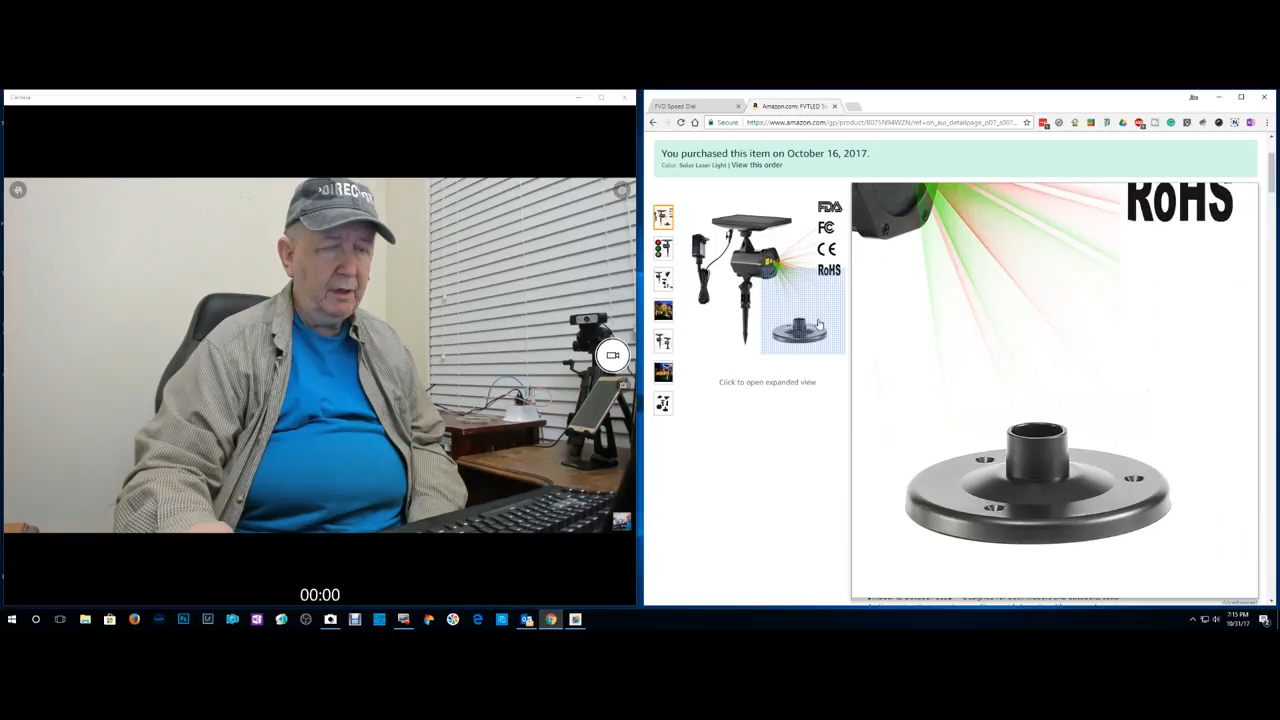 Camera
DIRECT
00:00
FVD Speed Dial
Amazon.com: FVTLED S
Secure
https://www.amazon.com/gp/product/B075N94WZN/ref=oh_aui_detailpage_o07_s00?...
You purchased this item on October 16, 2017.
Color: Solar Laser Light | View this order
FDA
FC
CE
RoHS
Click to open expanded view
RoHS
7:15 PM
10/31/17